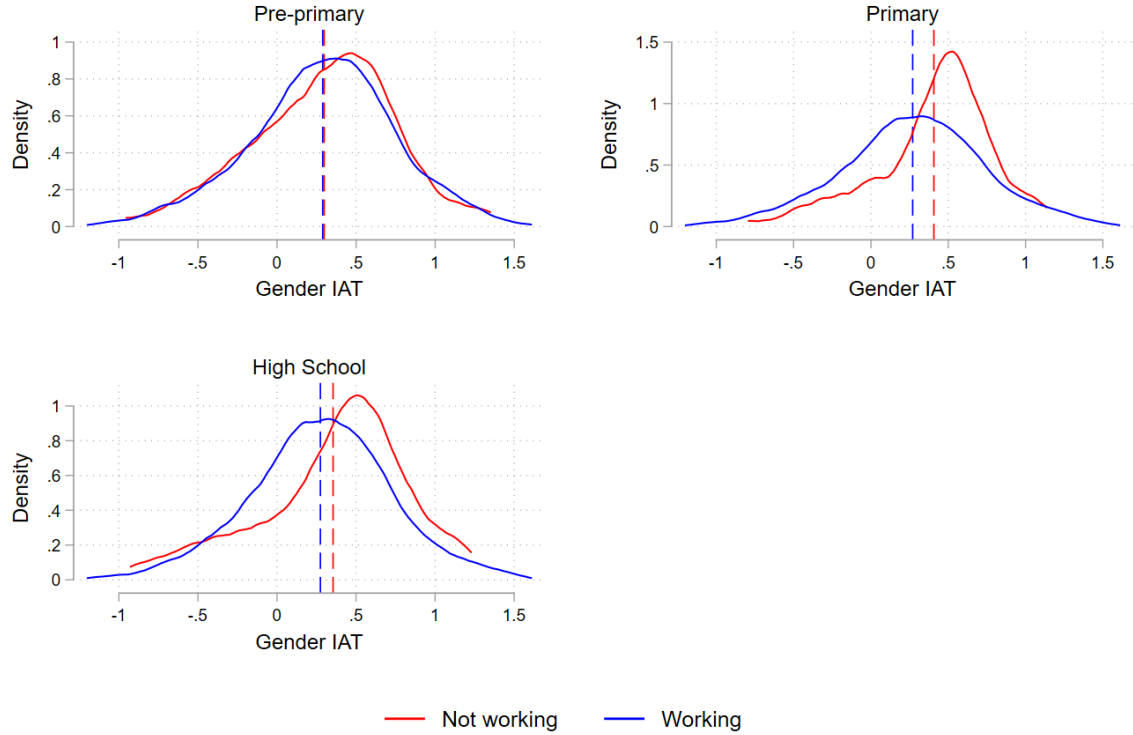 Pre-primary
Density
1
.8
.6
.4
.2
0
-1 -.5 0 .5 1 1.5
Gender IAT
Primary
Density
1.5
1
.5
0
-1 -.5 0 .5 1 1.5
Gender IAT
High School
Density
1
.8
.6
.4
.2
0
-1 -.5 0 .5 1 1.5
Gender IAT
Not working Working